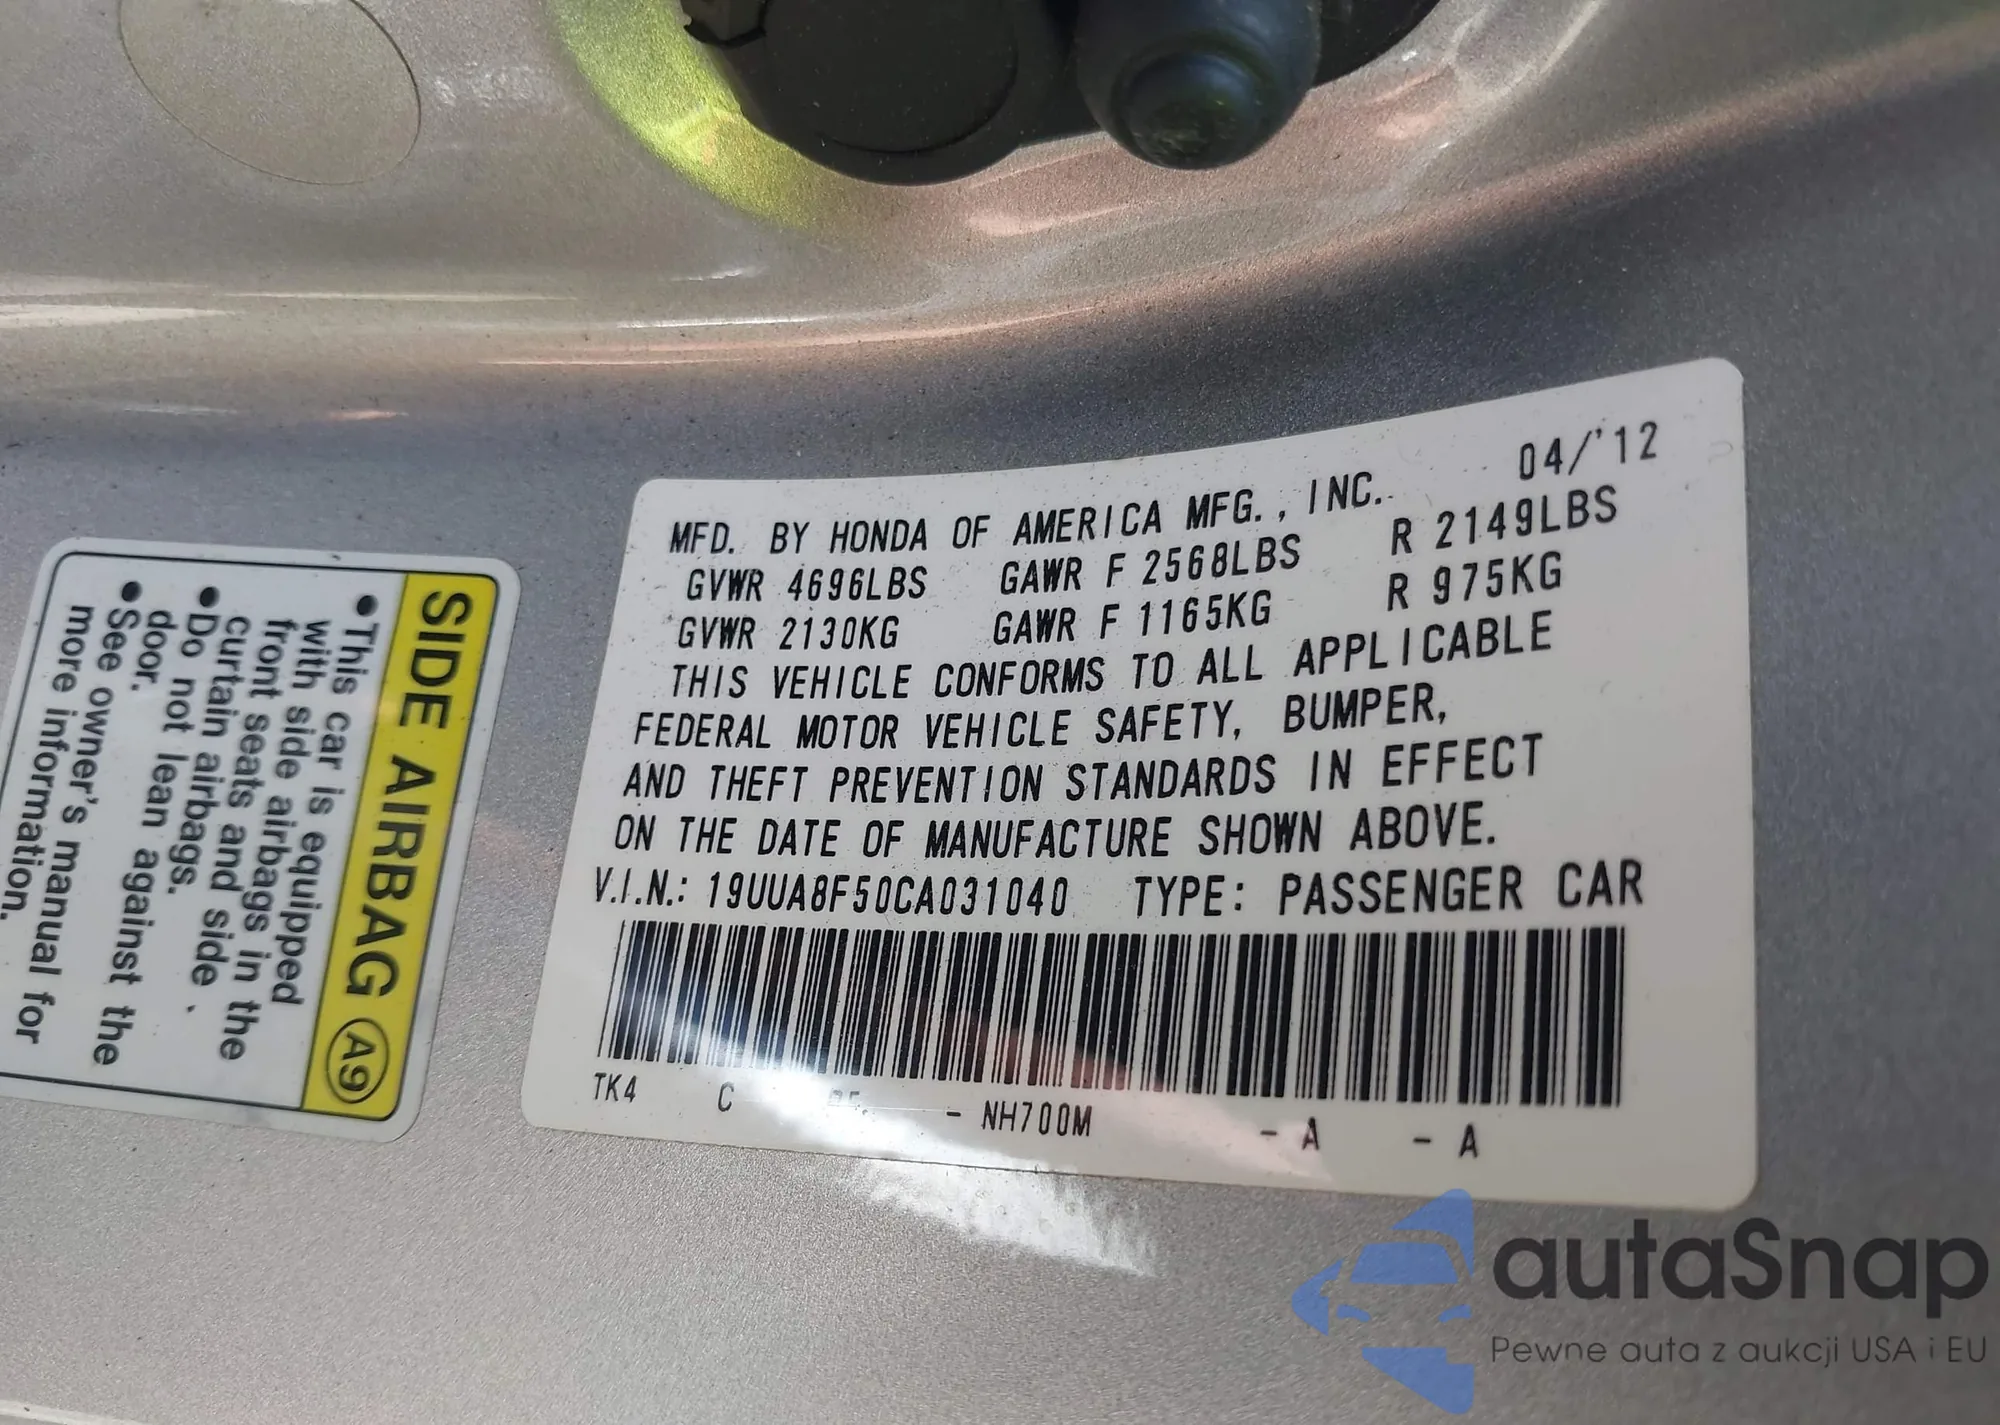 MFD. BY HONDA OF AMERICA MFG., INC. 04/'12
GVWR 4696LBS GAWR F 2568LBS R 2149LBS
GVWR 2130KG GAWR F 1165KG R 975KG
THIS VEHICLE CONFORMS TO ALL APPLICABLE
FEDERAL MOTOR VEHICLE SAFETY, BUMPER,
AND THEFT PREVENTION STANDARDS IN EFFECT
ON THE DATE OF MANUFACTURE SHOWN ABOVE.
V.I.N.: 19UUA8F50CA031040 TYPE: PASSENGER CAR
TK4 C - NH700M - A - A
SIDE AIRBAG A9
●This car is equipped
with side airbags in
front seats and the
curtain airbags.
●Do not lean against the
door.
●See owner's manual for
more information.
autaSnap
Pewne auta z aukcji USA i EU